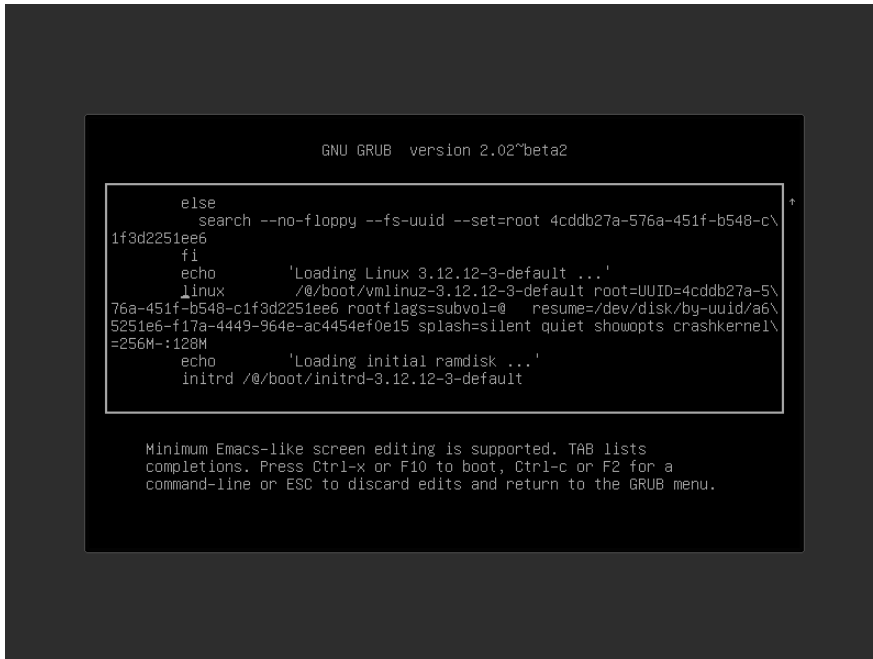 GNU GRUB  version 2.02~beta2
else
search --no-floppy --fs-uuid --set=root 4cddb27a-576a-451f-b548-c\
1f3d2251ee6
fi
echo 'Loading Linux 3.12.12-3-default ...'
linux /@/boot/vmlinuz-3.12.12-3-default root=UUID=4cddb27a-5\
76a-451f-b548-c1f3d2251ee6 rootflags=subvol=@ resume=/dev/disk/by-uuid/a6\
5251e6-f17a-4449-964e-ac4454ef0e15 splash=silent quiet showopts crashkernel\
=256M-:128M
echo 'Loading initial ramdisk ...'
initrd /@/boot/initrd-3.12.12-3-default
Minimum Emacs-like screen editing is supported. TAB lists
completions. Press Ctrl-x or F10 to boot, Ctrl-c or F2 for a
command-line or ESC to discard edits and return to the GRUB menu.